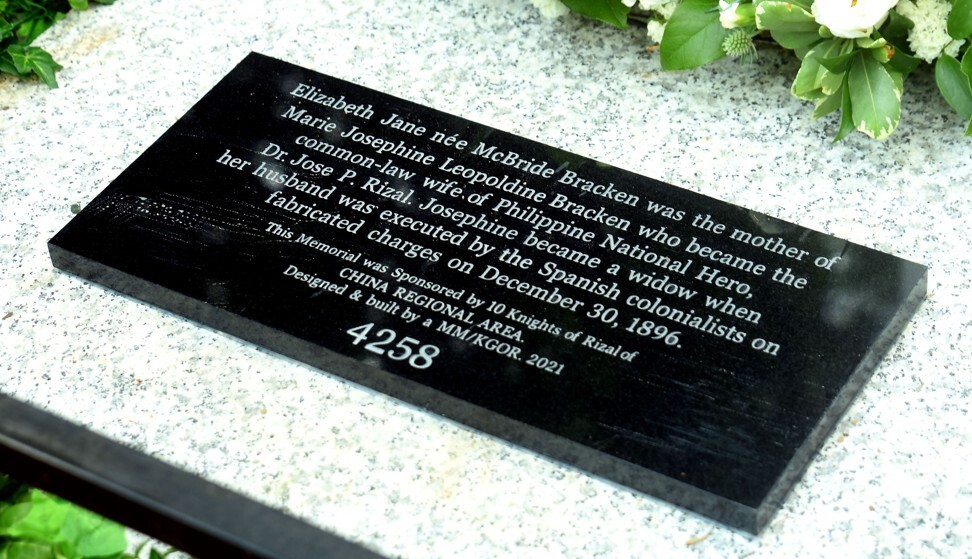 Elizabeth Jane née McBride Bracken was the mother of
Marie Josephine Leopoldine Bracken who became the
common-law wife of Philippine National Hero,
Dr. Jose P. Rizal. Josephine became a widow when
her husband was executed by the Spanish colonialists on
fabricated charges on December 30, 1896.
This Memorial was Sponsored by 10 Knights of Rizal of
CHINA REGIONAL AREA.
Designed & built by a MM/KGOR. 2021
4258